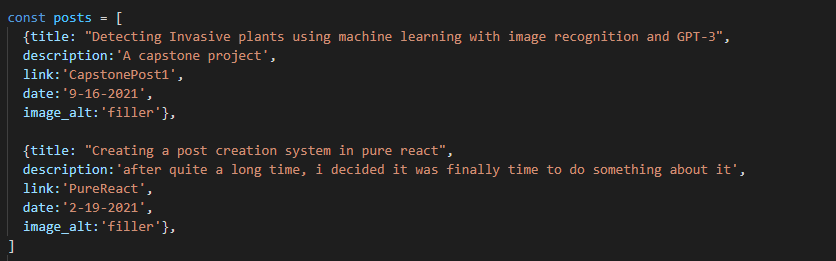 const posts = [
{title: "Detecting Invasive plants using machine learning with image recognition and GPT-3",
description:'A capstone project',
link:'CapstonePost1',
date:'9-16-2021',
image_alt:'filler'},
{title: "Creating a post creation system in pure react",
description:'after quite a long time, i decided it was finally time to do something about it',
link:'PureReact',
date:'2-19-2021',
image_alt:'filler'},
]